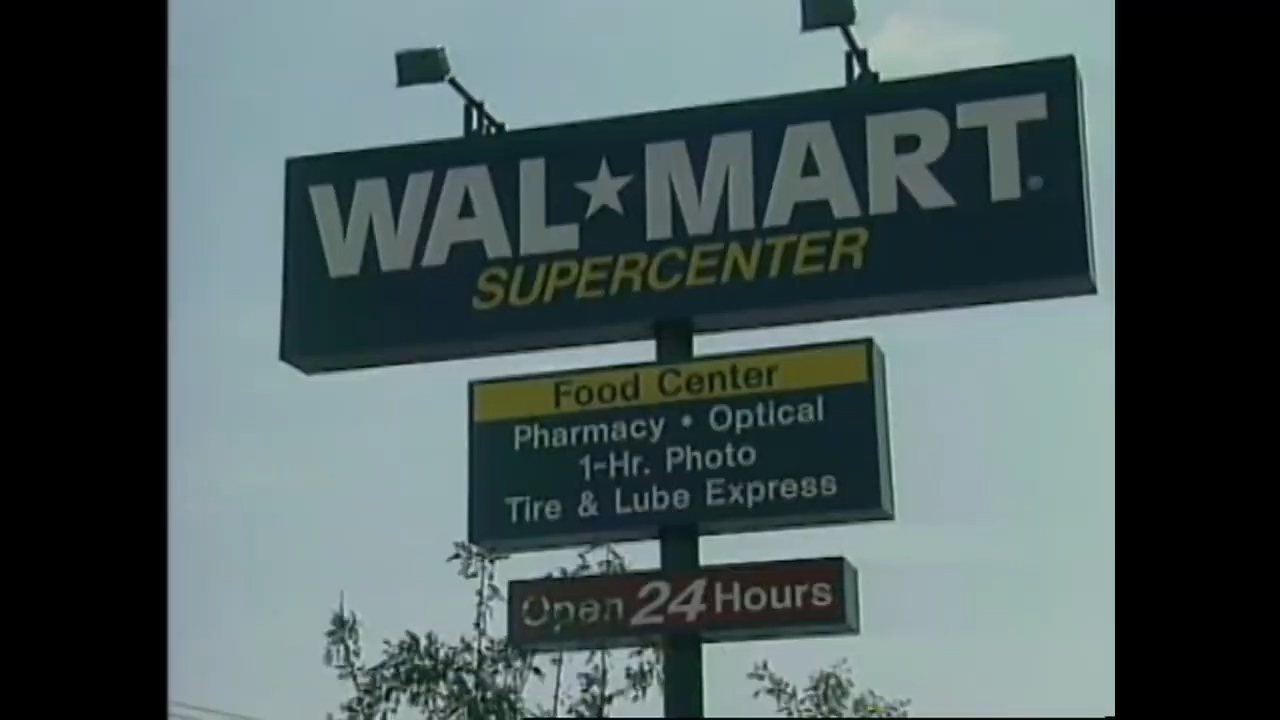 WAL★MART®
SUPERCENTER
Food Center
Pharmacy • Optical
1-Hr. Photo
Tire & Lube Express
Open 24 Hours